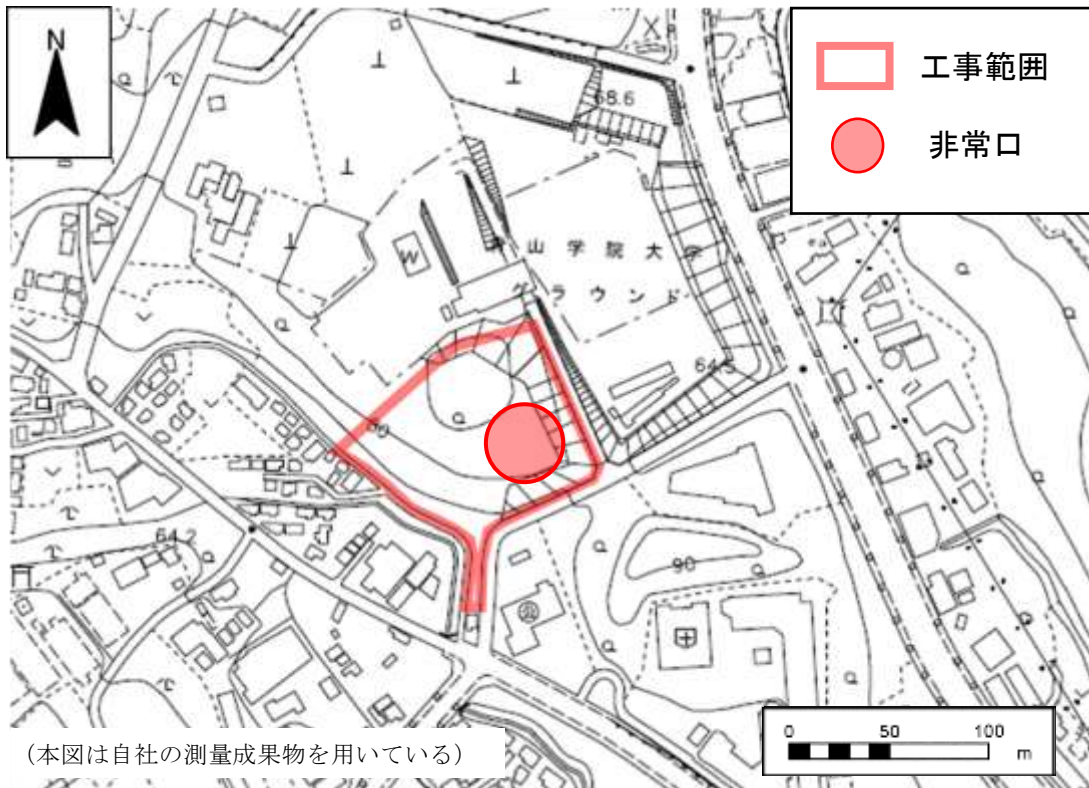 N
工事範囲
非常口
68.6
山学院大学
グラウンド
W
64.5
70
64.2
90
0 50 100
m
(本図は自社の測量成果物を用いている)